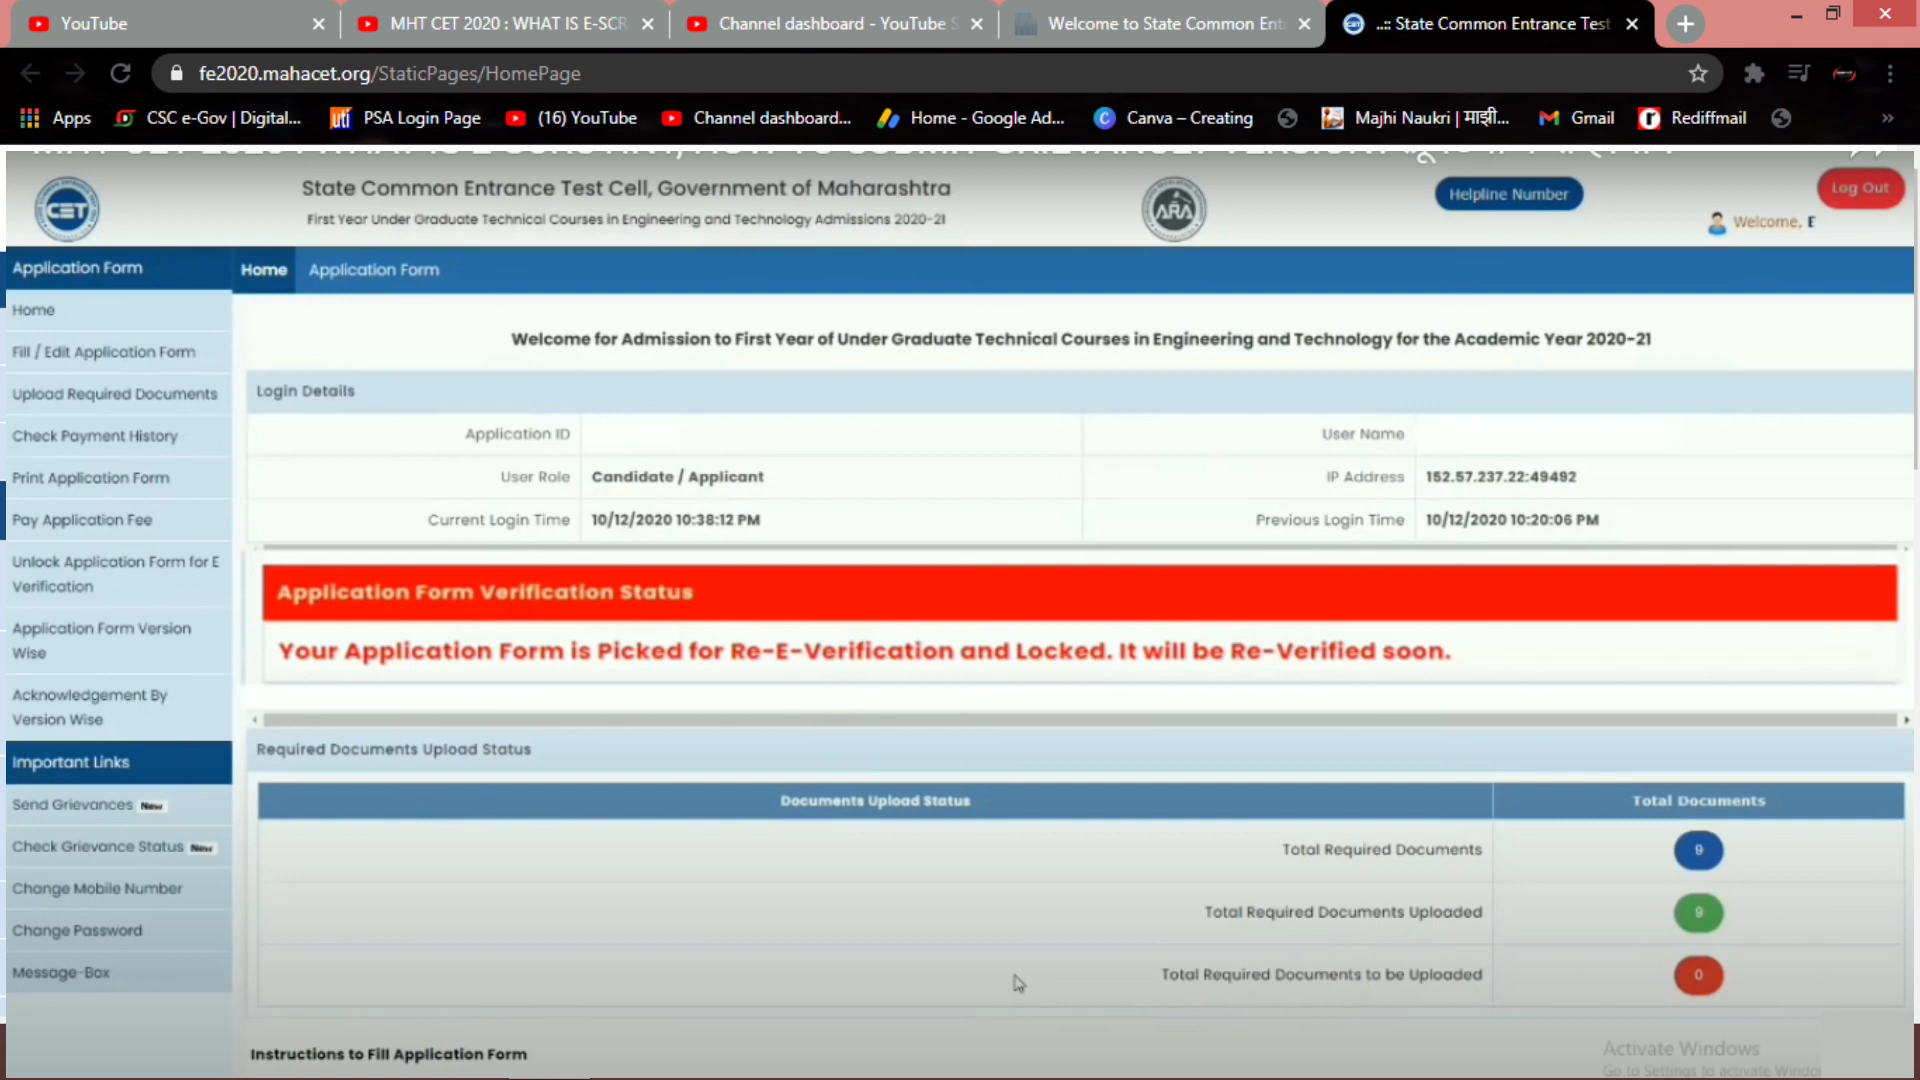 YouTube
MHT CET 2020 : WHAT IS E-SCR
Channel dashboard - YouTube S
Welcome to State Common Ent
..:: State Common Entrance Test
fe2020.mahacet.org/StaticPages/HomePage
Apps
CSC e-Gov | Digital...
uti PSA Login Page
(16) YouTube
Channel dashboard...
Home - Google Ad...
Canva – Creating
Majhi Naukri | माझी...
Gmail
Rediffmail
CET
State Common Entrance Test Cell, Government of Maharashtra
First Year Under Graduate Technical Courses in Engineering and Technology Admissions 2020-21
ARA
Helpline Number
Log Out
Welcome, E
Application Form
Home
Application Form
Home
Fill / Edit Application Form
Upload Required Documents
Check Payment History
Print Application Form
Pay Application Fee
Unlock Application Form for E
Verification
Application Form Version
Wise
Acknowledgement By
Version Wise
Important Links
Send Grievances New
Check Grievance Status New
Change Mobile Number
Change Password
Message-Box
Welcome for Admission to First Year of Under Graduate Technical Courses in Engineering and Technology for the Academic Year 2020-21
Login Details
Application ID
User Name
User Role Candidate / Applicant
IP Address 152.57.237.22:49492
Current Login Time 10/12/2020 10:38:12 PM
Previous Login Time 10/12/2020 10:20:06 PM
Application Form Verification Status
Your Application Form is Picked for Re-E-Verification and Locked. It will be Re-Verified soon.
Required Documents Upload Status
Documents Upload Status
Total Documents
Total Required Documents 9
Total Required Documents Uploaded 9
Total Required Documents to be Uploaded 0
Instructions to Fill Application Form
Activate Windows
Go to Settings to activate Windo